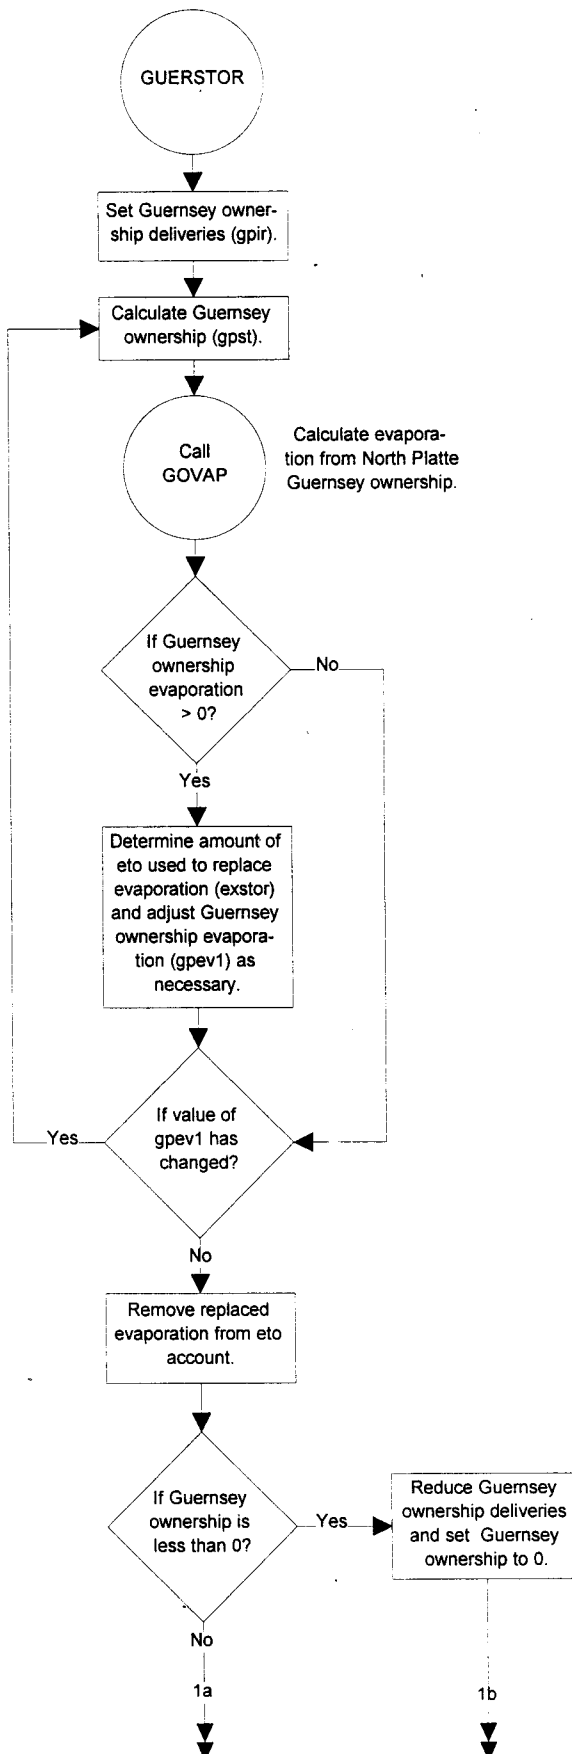 GUERSTOR
Set Guernsey owner-
ship deliveries (gpir).
Calculate Guernsey
ownership (gpst).
Call
GOVAP
Calculate evapora-
tion from North Platte
Guernsey ownership.
If Guernsey
ownership
evaporation
> 0?
No
Yes
Determine amount of
eto used to replace
evaporation (exstor)
and adjust Guernsey
ownership evapora-
tion (gpev1) as
necessary.
If value of
gpev1 has
changed?
Yes
No
Remove replaced
evaporation from eto
account.
If Guernsey
ownership is
less than 0?
Yes
Reduce Guernsey
ownership deliveries
and set Guernsey
ownership to 0.
No
1a
1b